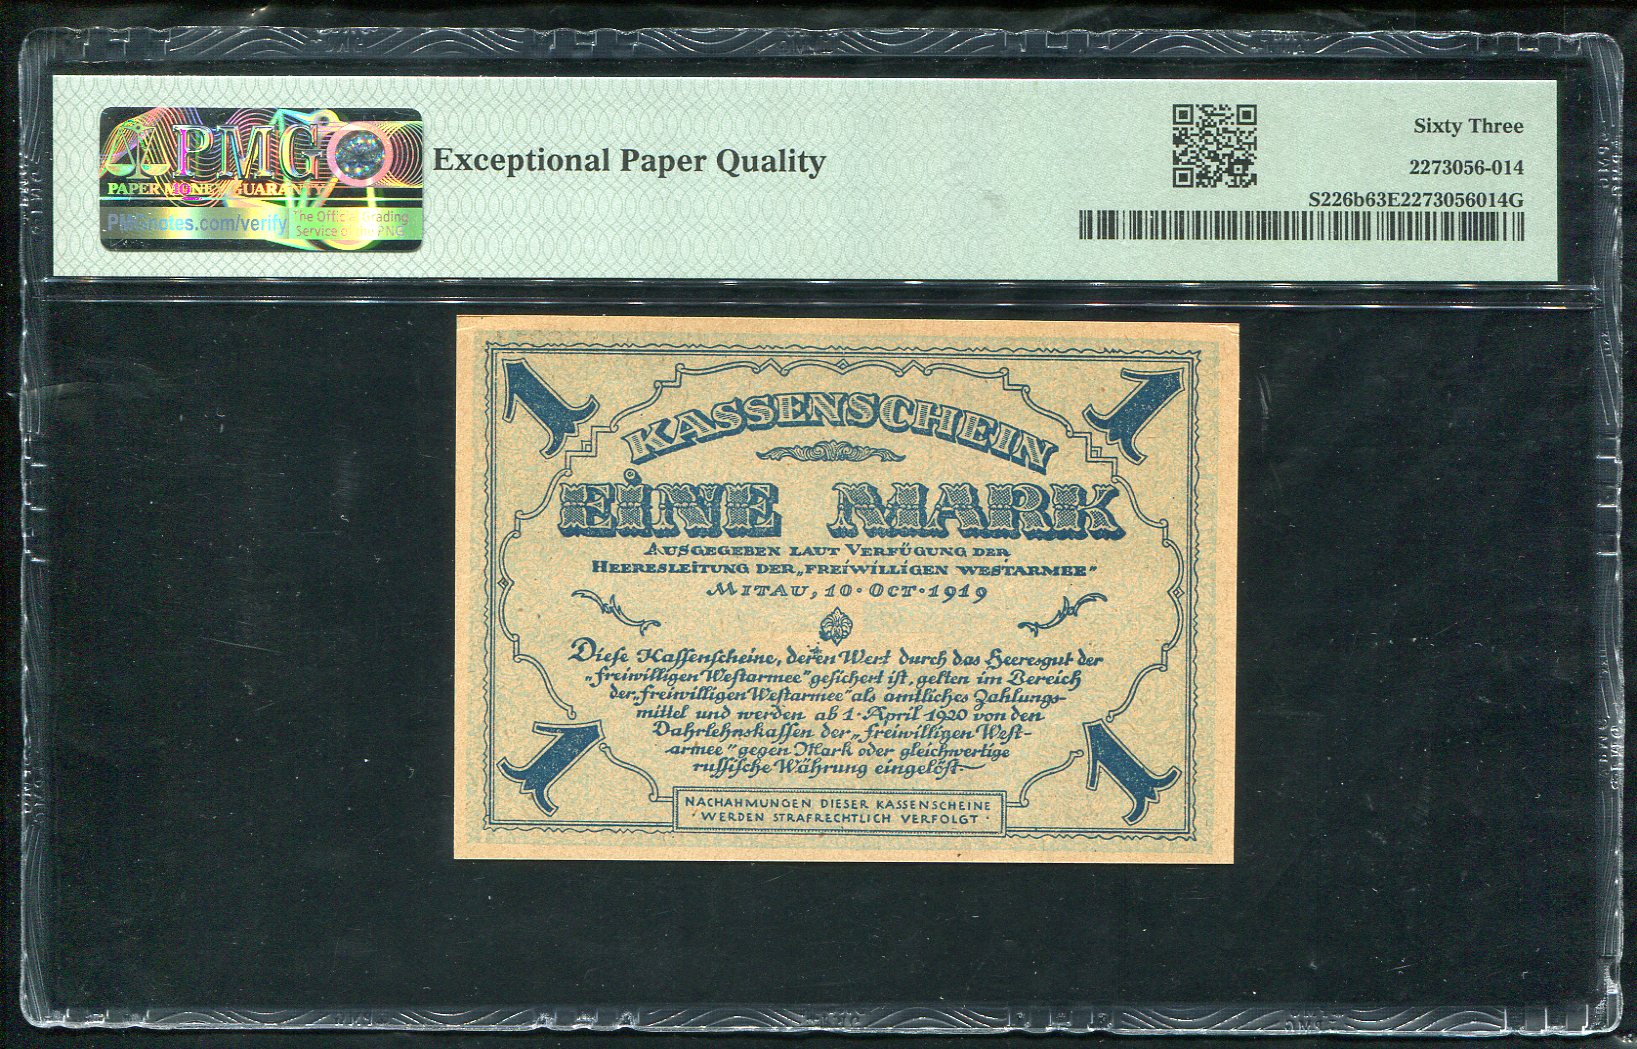 PMG
PAPER MONEY GUARANTY
PMGnotes.com/verify
The Official Grading
Service of the PNG
Exceptional Paper Quality
Sixty Three
2273056-014
S226b63E2273056014G
1
1
KASSENSCHEIN
EINE MARK
AUSGEGEBEN LAUT VERFÜGUNG DER
HEERESLEITUNG DER „FREIWILLIGEN WESTARMEE"
MITAU, 10·OCT·1919
Diese Kassenscheine, deren Wert durch das Heeresgut der
„freiwilligen Westarmee" gesichert ist, gelten im Bereich
der „freiwilligen Westarmee" als amtliches Zahlungs-
mittel und werden ab 1·April 1920 von den
Darlehnskassen der „freiwilligen West-
armee" gegen Mark oder gleichwertige
russische Währung eingelöst
1
1
NACHAHMUNGEN DIESER KASSENSCHEINE
· WERDEN STRAFRECHTLICH VERFOLGT ·